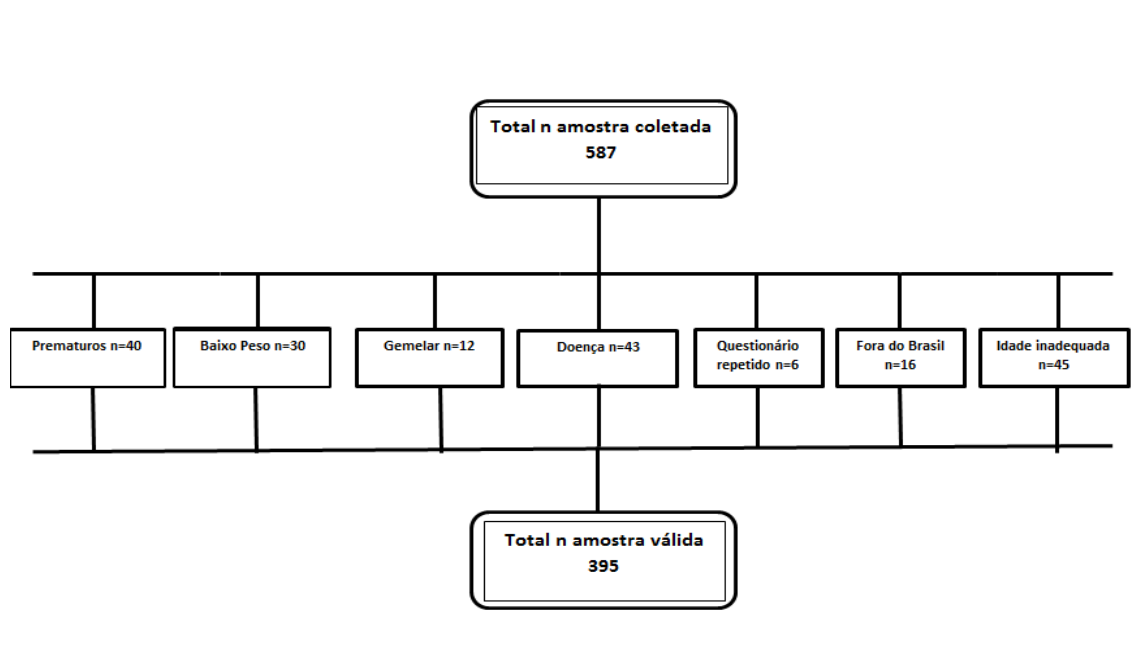 Total n amostra coletada
587
Prematuros n=40
Baixo Peso n=30
Gemelar n=12
Doença n=43
Questionário
repetido n=6
Fora do Brasil
n=16
Idade inadequada
n=45
Total n amostra válida
395